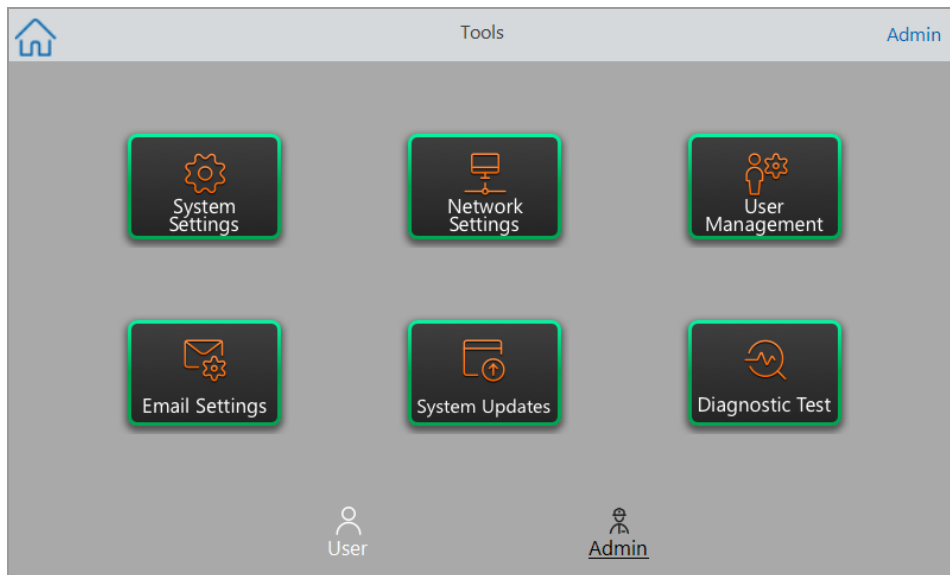 Tools
Admin
System
Settings
Network
Settings
User
Management
Email Settings
System Updates
Diagnostic Test
User
Admin